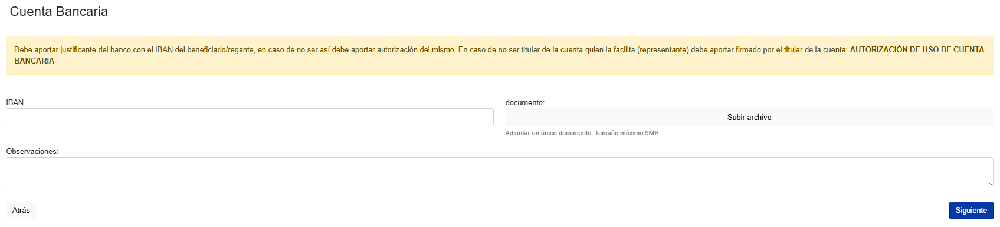 Cuenta Bancaria
Debe aportar justificante del banco con el IBAN del beneficiario/regante, en caso de no ser así debe aportar autorización del mismo. En caso de no ser titular de la cuenta quien la facilita (representante) debe aportar firmado por el titular de la cuenta: AUTORIZACIÓN DE USO DE CUENTA
BANCARIA
IBAN
documento:
Subir archivo
Adjuntar un único documento. Tamaño máximo 9MB.
Observaciones:
Atrás
Siguiente